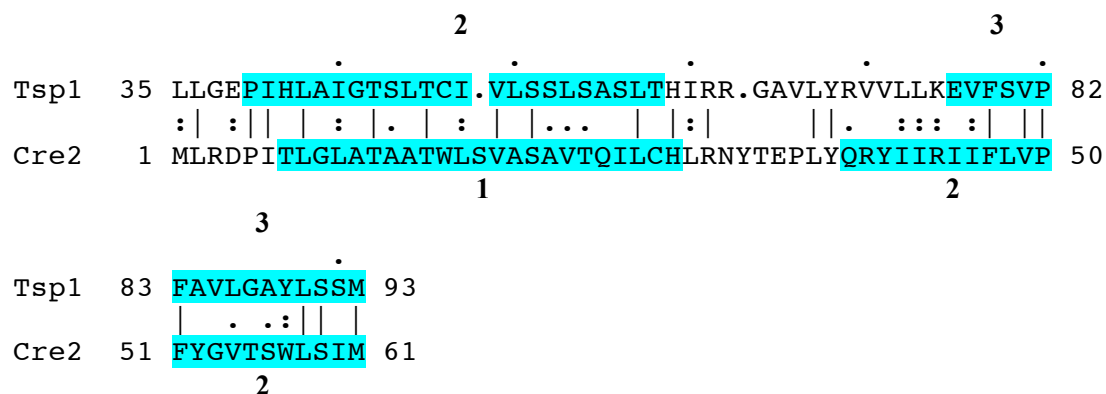 2                              3
.         .         .         .         .
Tsp1 35 LLGEPIHLAIGTSLTCI.VLSSLSASLTHIRR.GAVLYRVVLLKEVFSVP 82
:| :|| | : |. | : | |...  | |:|     ||.  ::: :| ||
Cre2 1 MLRDPITLGLATAATWLSVASAVTQILCHLRNYTEPLYQRYIIRIIFLVP 50
1                              2
3
.
Tsp1 83 FAVLGAYLSSM 93
|  . .:|| |
Cre2 51 FYGVTSWLSIM 61
2